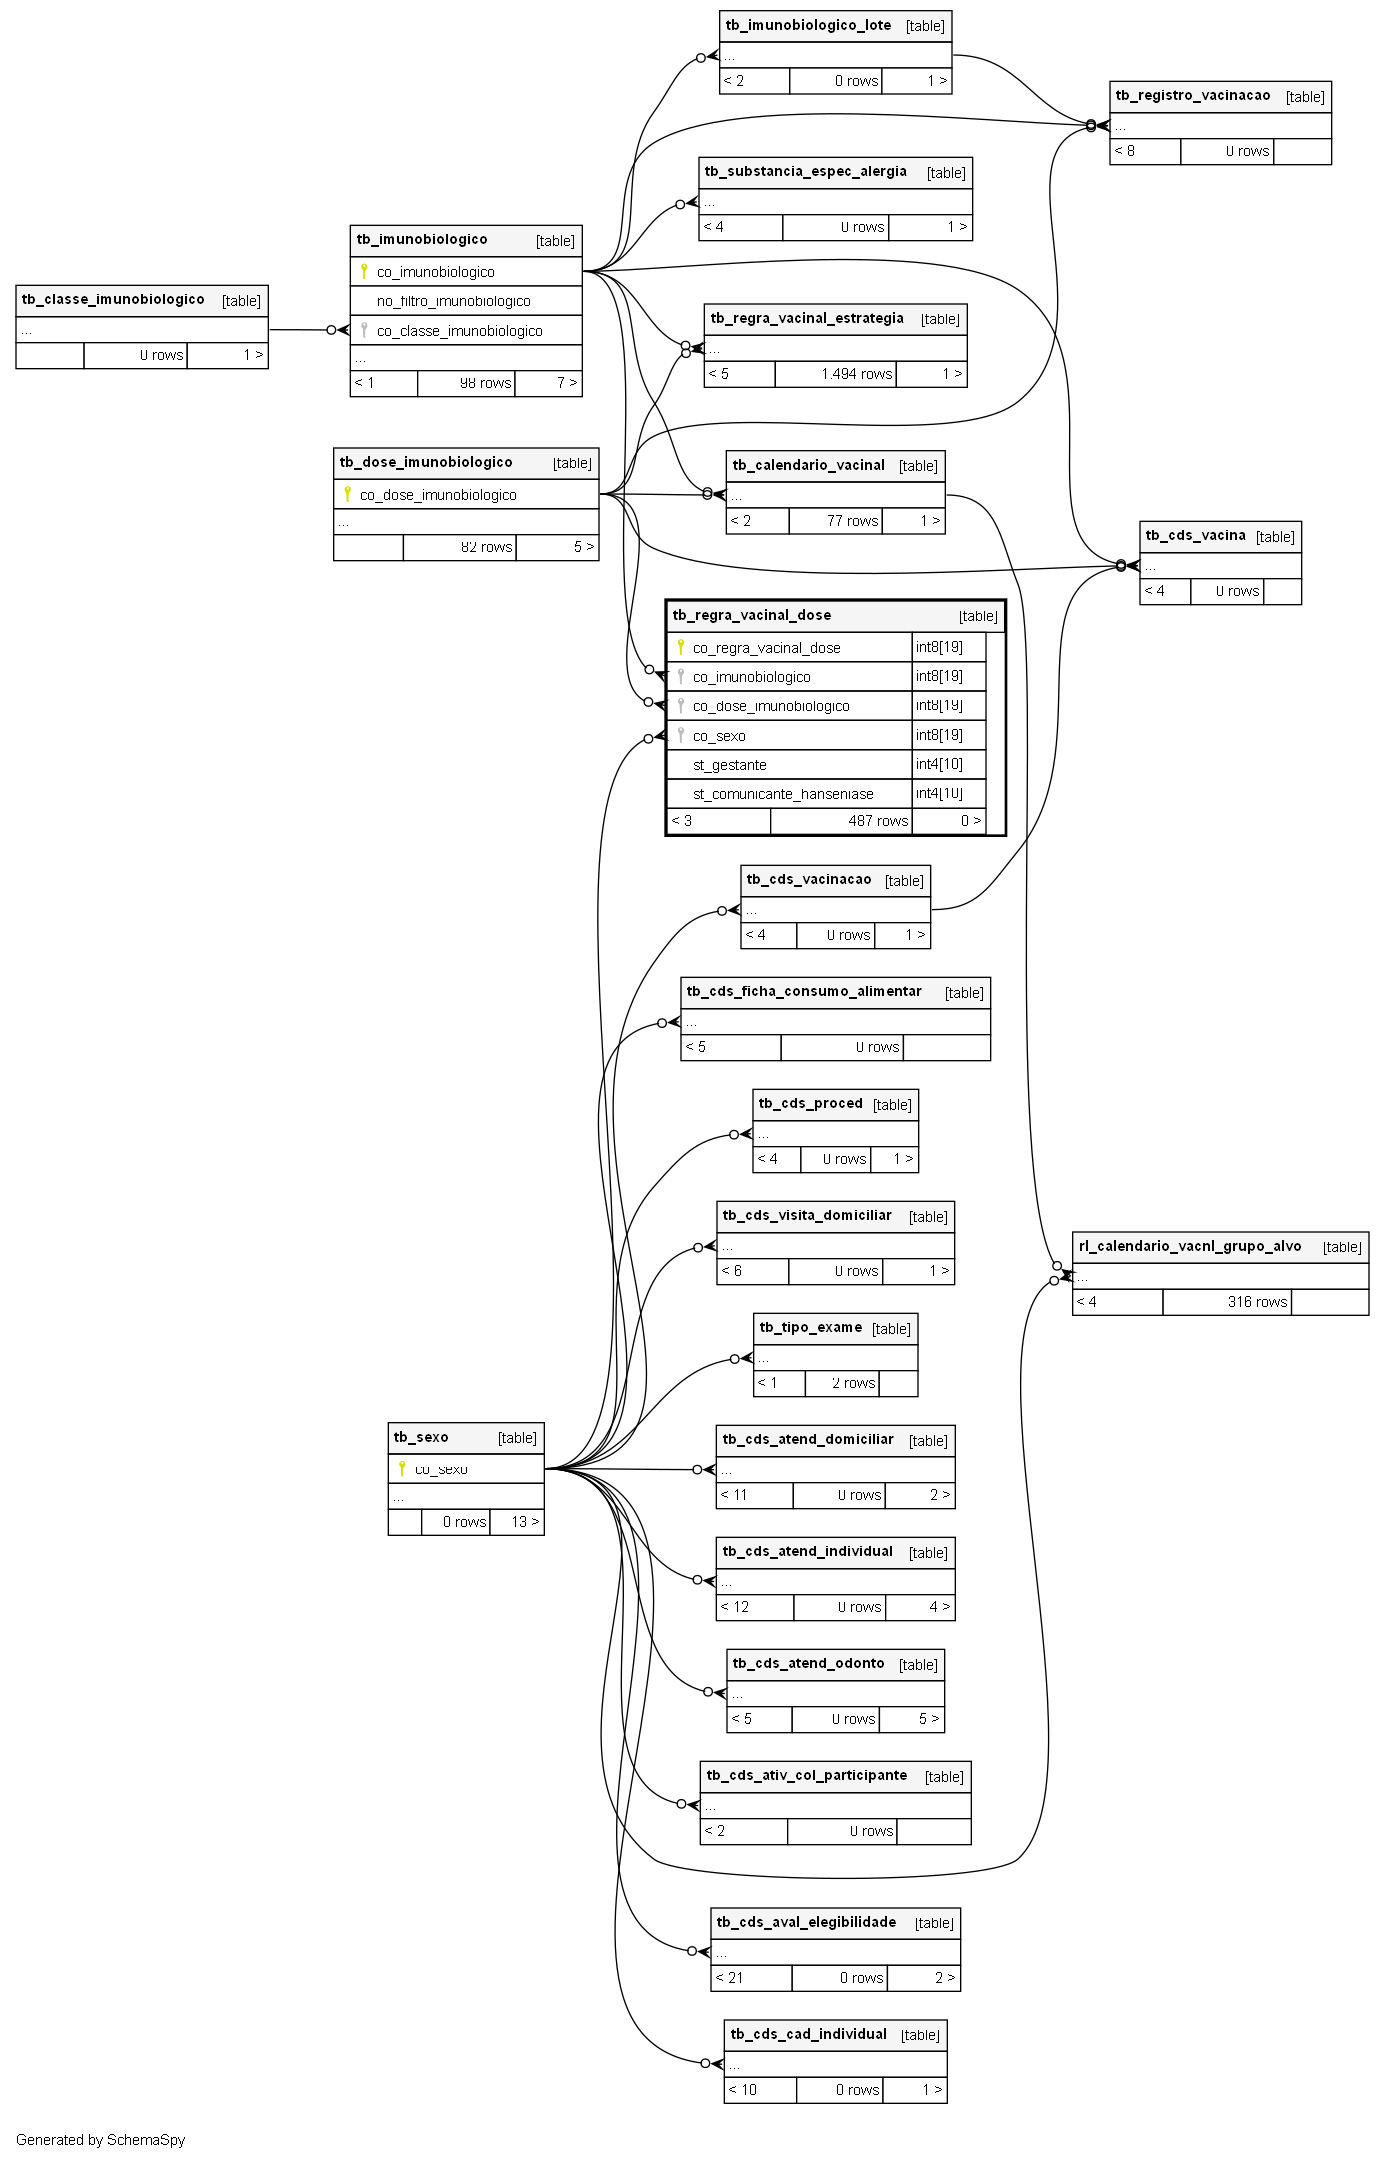 tb_imunobiologico_lote [table]
...
< 2 0 rows 1 >
tb_registro_vacinacao [table]
...
< 8 0 rows
tb_substancia_espec_alergia [table]
...
< 4 0 rows 1 >
tb_imunobiologico [table]
co_imunobiologico
no_filtro_imunobiologico
co_classe_imunobiologico
...
< 1 98 rows 7 >
tb_classe_imunobiologico [table]
...
0 rows 1 >
tb_regra_vacinal_estrategia [table]
...
< 5 1.494 rows 1 >
tb_dose_imunobiologico [table]
co_dose_imunobiologico
...
82 rows 5 >
tb_calendario_vacinal [table]
...
< 2 77 rows 1 >
tb_cds_vacina [table]
...
< 4 0 rows
tb_regra_vacinal_dose [table]
co_regra_vacinal_dose int8[19]
co_imunobiologico int8[19]
co_dose_imunobiologico int8[19]
co_sexo int8[19]
st_gestante int4[10]
st_comunicante_hanseniase int4[10]
< 3 487 rows 0 >
tb_cds_vacinacao [table]
...
< 4 0 rows 1 >
tb_cds_ficha_consumo_alimentar [table]
...
< 5 0 rows
tb_cds_proced [table]
...
< 4 0 rows 1 >
tb_cds_visita_domiciliar [table]
...
< 6 0 rows 1 >
rl_calendario_vacnl_grupo_alvo [table]
...
< 4 316 rows
tb_tipo_exame [table]
...
< 1 2 rows
tb_sexo [table]
co_sexo
...
0 rows 13 >
tb_cds_atend_domiciliar [table]
...
< 11 0 rows 2 >
tb_cds_atend_individual [table]
...
< 12 0 rows 4 >
tb_cds_atend_odonto [table]
...
< 5 0 rows 5 >
tb_cds_ativ_col_participante [table]
...
< 2 0 rows
tb_cds_aval_elegibilidade [table]
...
< 21 0 rows 2 >
tb_cds_cad_individual [table]
...
< 10 0 rows 1 >
Generated by SchemaSpy